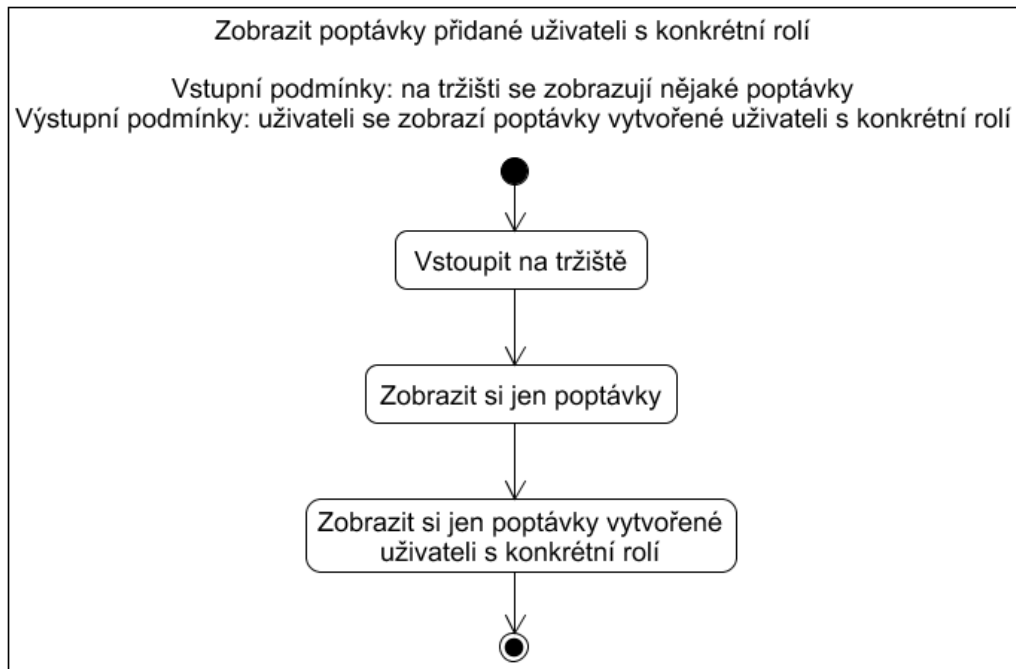 Zobrazit poptávky přidané uživateli s konkrétní rolí
Vstupní podmínky: na tržišti se zobrazují nějaké poptávky
Výstupní podmínky: uživateli se zobrazí poptávky vytvořené uživateli s konkrétní rolí
Vstoupit na tržiště
Zobrazit si jen poptávky
Zobrazit si jen poptávky vytvořené
uživateli s konkrétní rolí